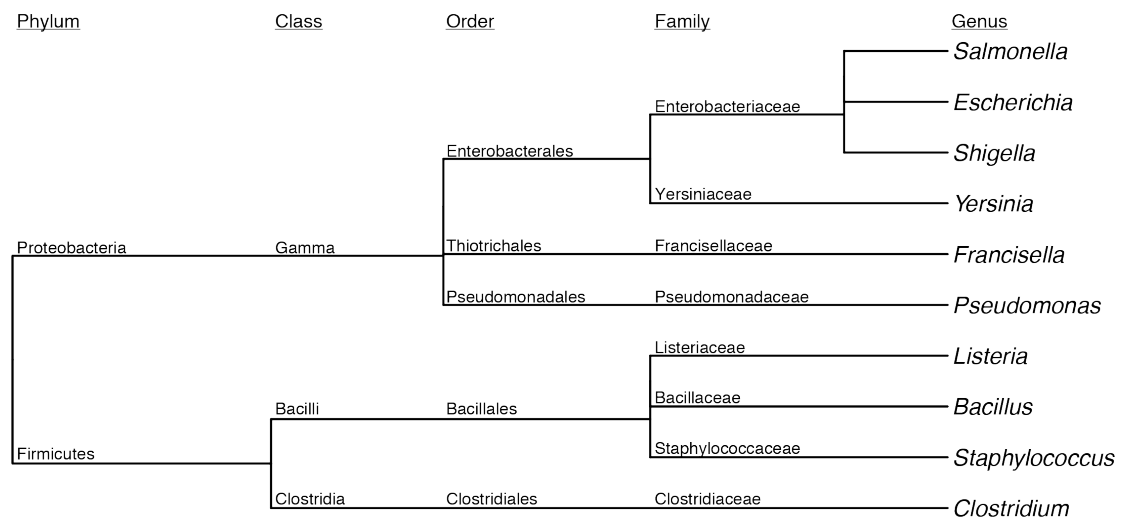 Phylum Class Order Family Genus
Salmonella
Escherichia
Enterobacteriaceae
Shigella
Enterobacterales
Yersiniaceae
Yersinia
Proteobacteria Gamma Thiotrichales Francisellaceae Francisella
Pseudomonadales Pseudomonadaceae Pseudomonas
Listeriaceae Listeria
Bacillaceae Bacillus
Bacilli Bacillales
Staphylococcaceae Staphylococcus
Firmicutes
Clostridia Clostridiales Clostridiaceae Clostridium